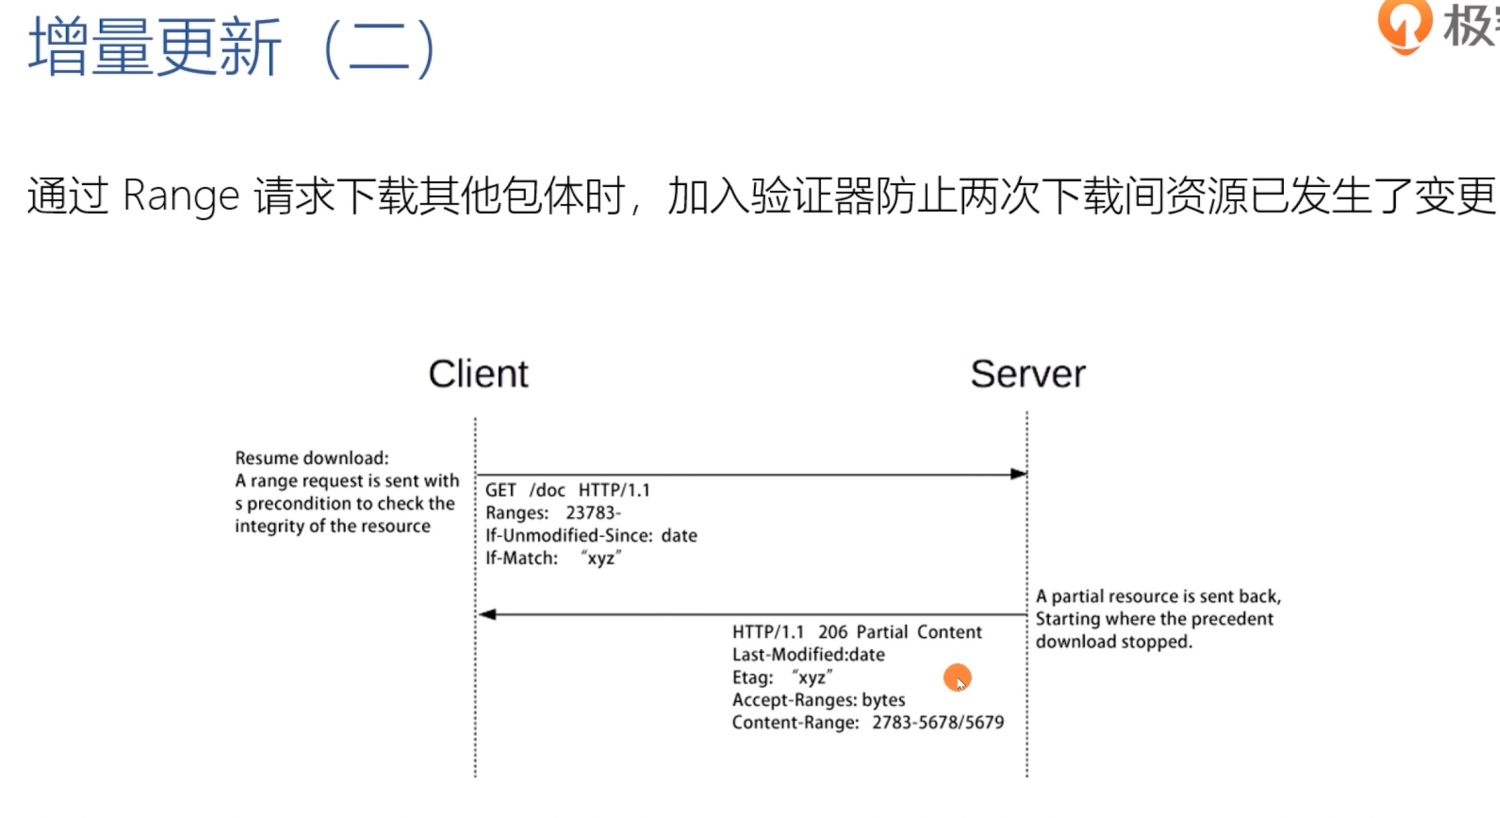 增量更新（二）
极
通过 Range 请求下载其他包体时，加入验证器防止两次下载间资源已发生了变更
Client
Server
Resume download:
A range request is sent with
s precondition to check the
integrity of the resource
GET /doc HTTP/1.1
Ranges: 23783-
If-Unmodified-Since: date
If-Match: “xyz”
A partial resource is sent back,
Starting where the precedent
download stopped.
HTTP/1.1 206 Partial Content
Last-Modified:date
Etag: “xyz”
Accept-Ranges: bytes
Content-Range: 2783-5678/5679